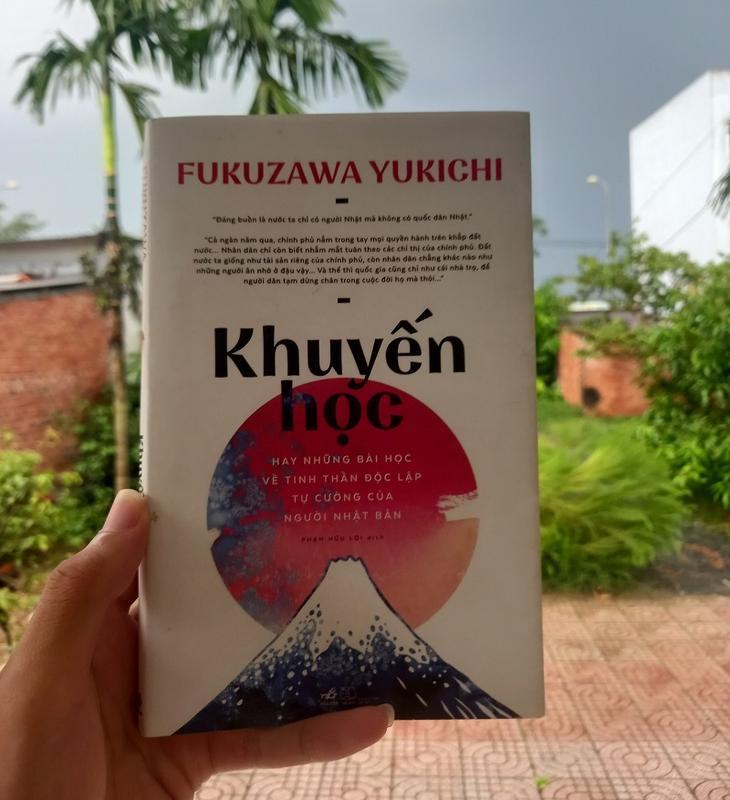 FUKUZAWA YUKICHI
"Đáng buồn là nước ta chỉ có người Nhật mà không có quốc dân Nhật."
"Cả ngàn năm qua, chính phủ nắm trong tay mọi quyền hành trên khắp đất
nước... Nhân dân chỉ còn biết nhắm mắt tuân theo các chỉ thị của chính phủ. Đất
nước ta giống như tài sản riêng của chính phủ, còn nhân dân chẳng khác nào như
những người ăn nhờ ở đậu vậy... Và thế thì quốc gia cũng chỉ như cái nhà trọ, để
người dân tạm dừng chân trong cuộc đời họ mà thôi..."
Khuyến
học
HAY NHỮNG BÀI HỌC
VỀ TINH THẦN ĐỘC LẬP
TỰ CƯỜNG CỦA
NGƯỜI NHẬT BẢN
PHẠM HỮU LỢI dịch